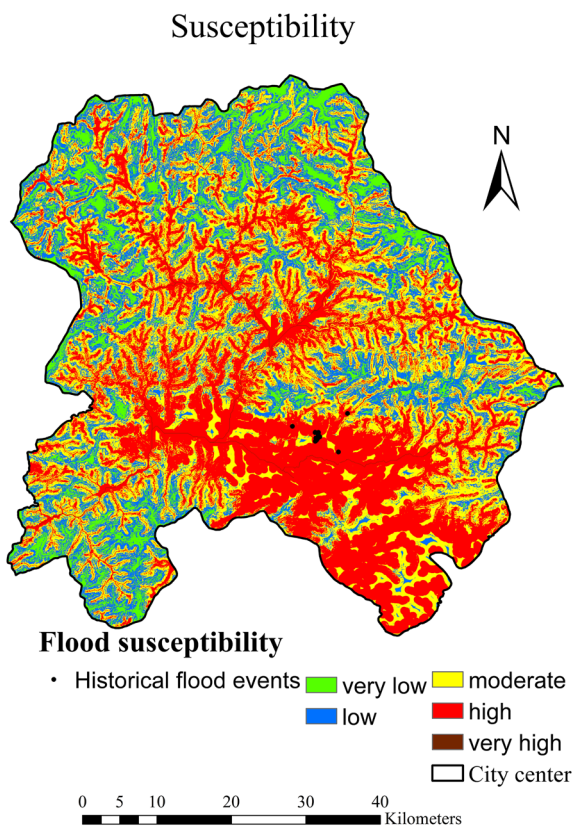 Susceptibility
N
Flood susceptibility
Historical flood events
very low
low
moderate
high
very high
City center
0 5 10 20 30 40
Kilometers